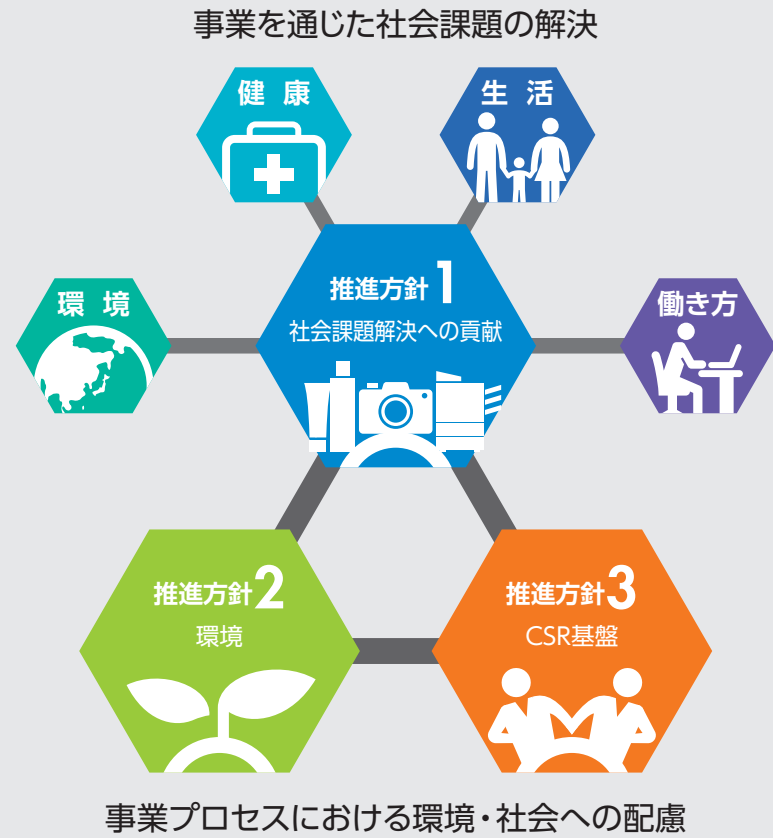 事業を通じた社会課題の解決
健 康
生 活
環 境
働き方
推進方針1
社会課題解決への貢献
推進方針2
環境
推進方針3
CSR基盤
事業プロセスにおける環境・社会への配慮